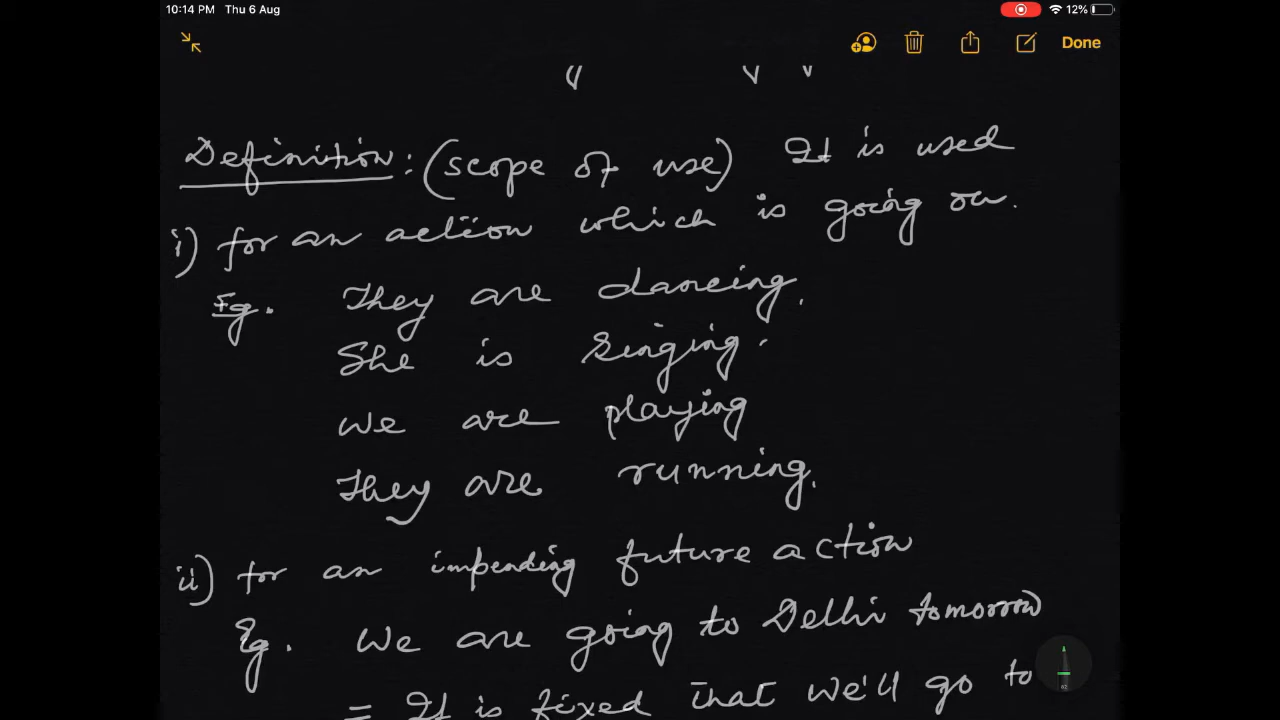 10:14 PM Thu 6 Aug 12%
Done
Definition: (scope of use) It is used
i) for an action which is going on.
Eg. They are dancing.
She is singing.
we are playing
They are running.
ii) for an impending future action
Eg. We are going to Delhi tomorrow
= It is fixed that we'll go to